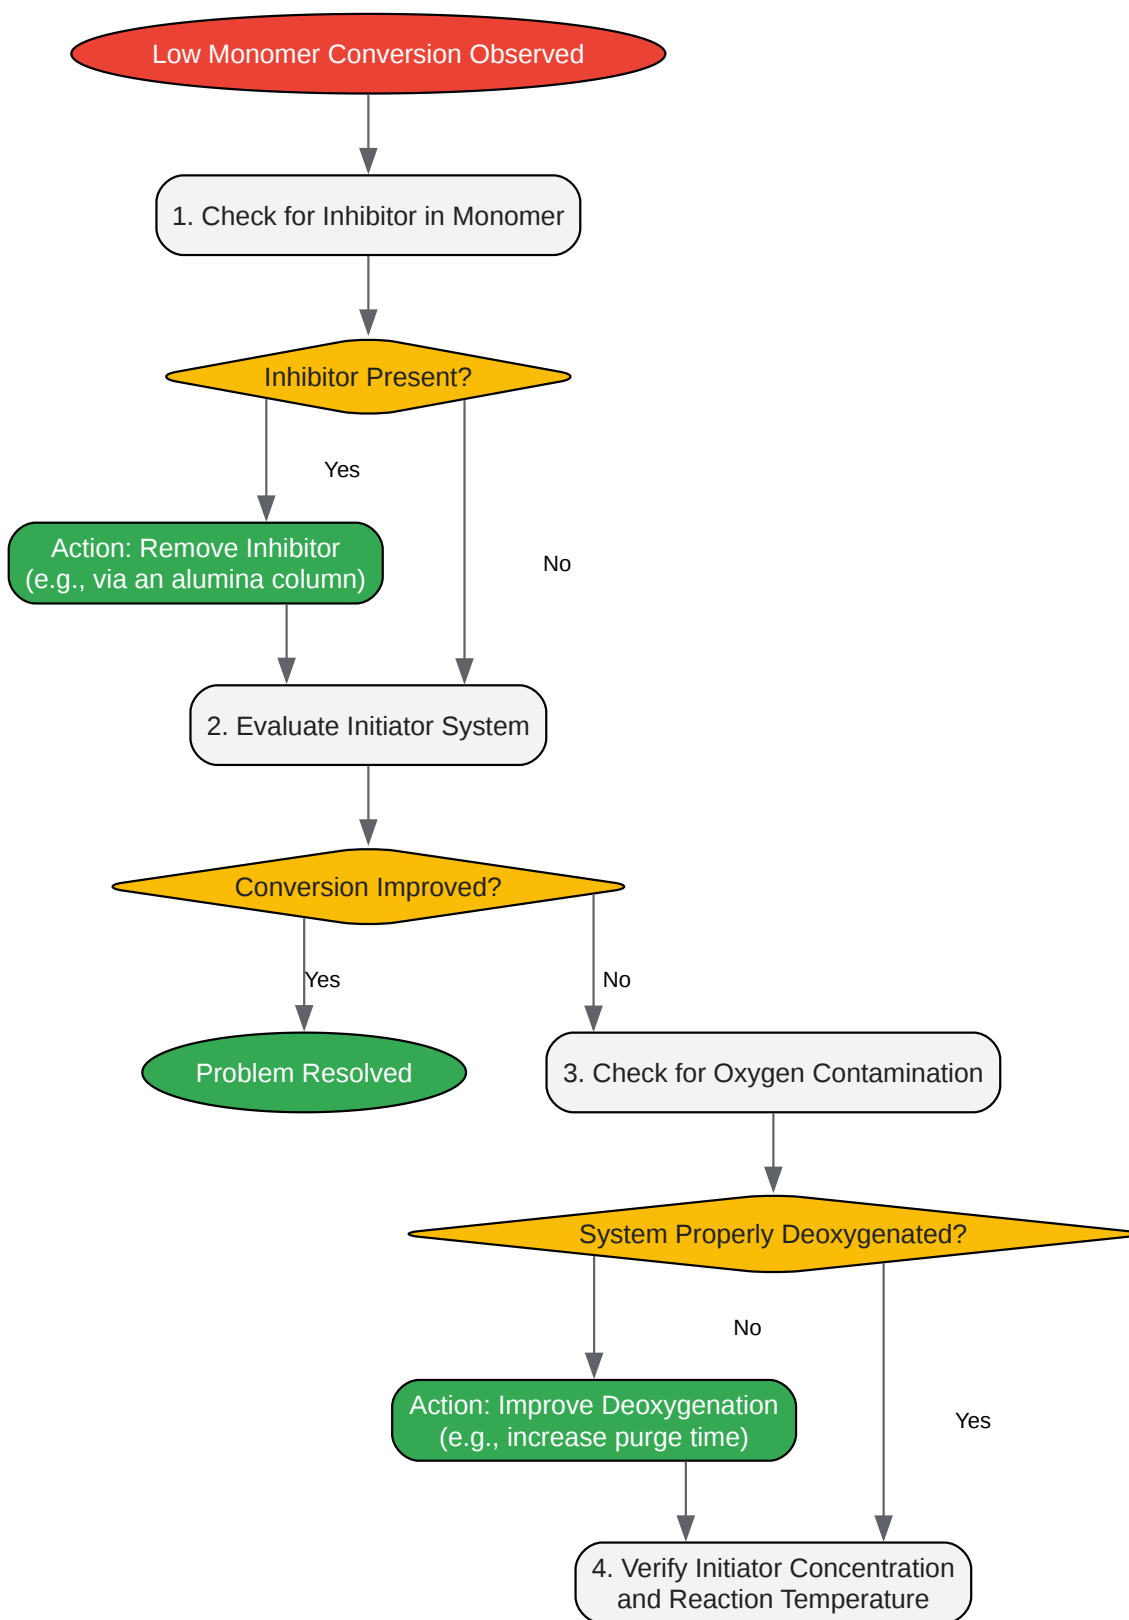 Low Monomer Conversion Observed
1. Check for Inhibitor in Monomer
Inhibitor Present?
Yes
Action: Remove Inhibitor
(e.g., via an alumina column)
No
2. Evaluate Initiator System
Conversion Improved?
Yes
No
Problem Resolved
3. Check for Oxygen Contamination
System Properly Deoxygenated?
No
Action: Improve Deoxygenation
(e.g., increase purge time)
Yes
4. Verify Initiator Concentration
and Reaction Temperature